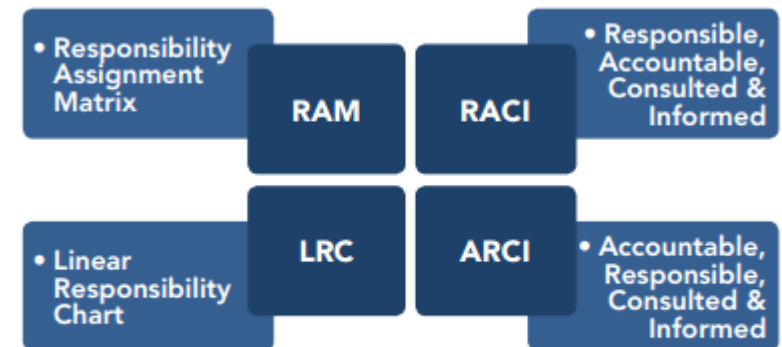 • Responsibility
Assignment
Matrix
RAM
RACI
• Responsible,
Accountable,
Consulted &
Informed
• Linear
Responsibility
Chart
LRC
ARCI
• Accountable,
Responsible,
Consulted &
Informed